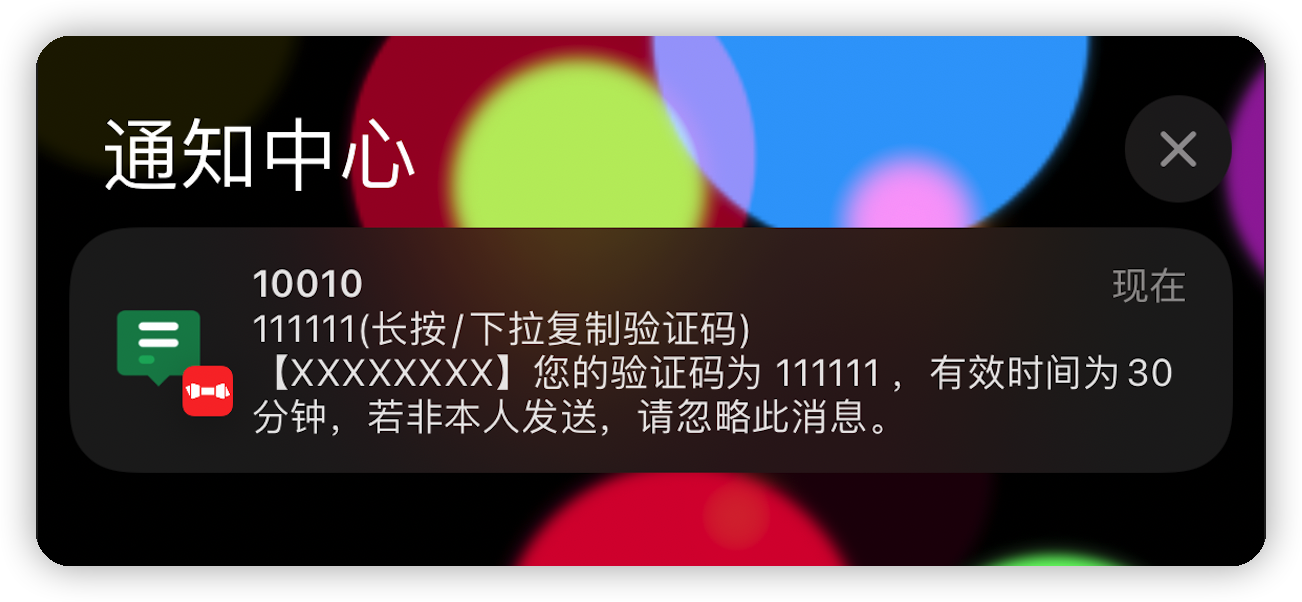 通知中心
10010
现在
111111(长按/下拉复制验证码)
【XXXXXXXX】您的验证码为 111111 ，有效时间为 30
分钟，若非本人发送，请忽略此消息。